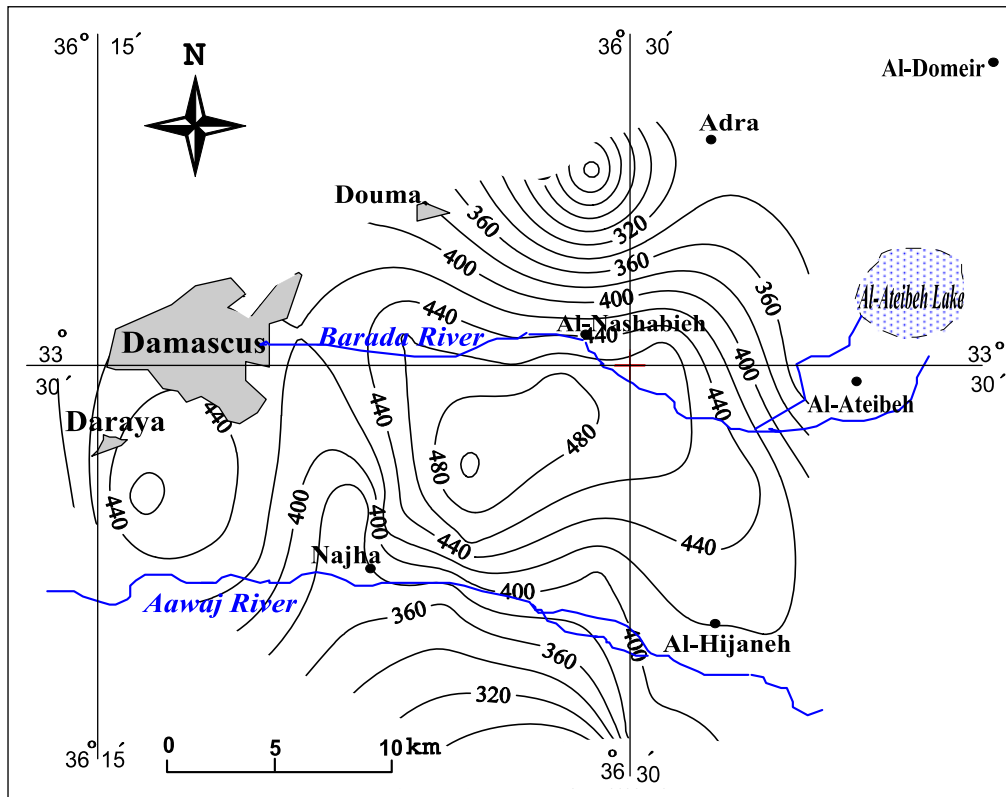 36° 15´
36° 30´
N
Al-Domeir
Adra
Douma
360
320
400
360
400
360
440
Al-Ateibeh Lake
Al-Nashabieh
Barada River
440
Damascus
400
33° 30´
33° 30´
440
440
Al-Ateibeh
Daraya
440
480
480
440
400
400
440
440
Najha
400
Aawaj River
360
400
Al-Hijaneh
360
320
36° 15´
0 5 10 km
36° 30´